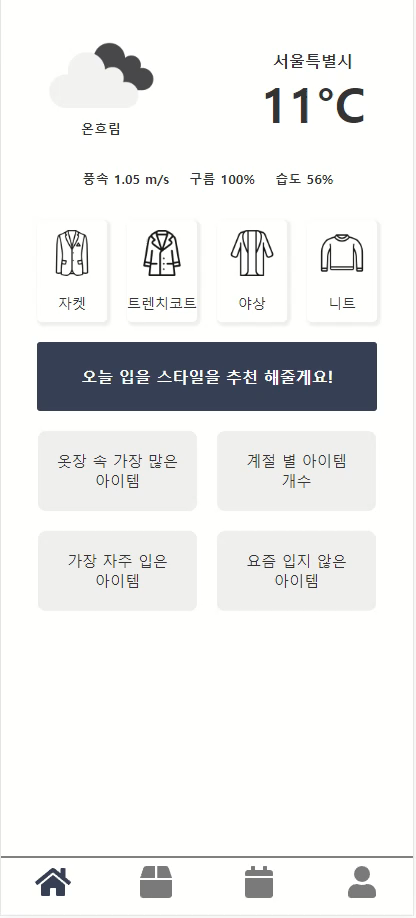 서울특별시
11°C
온흐림
풍속 1.05 m/s 구름 100% 습도 56%
자켓 트렌치코트 야상 니트
오늘 입을 스타일을 추천 해줄게요!
옷장 속 가장 많은
아이템
계절 별 아이템
개수
가장 자주 입은
아이템
요즘 입지 않은
아이템